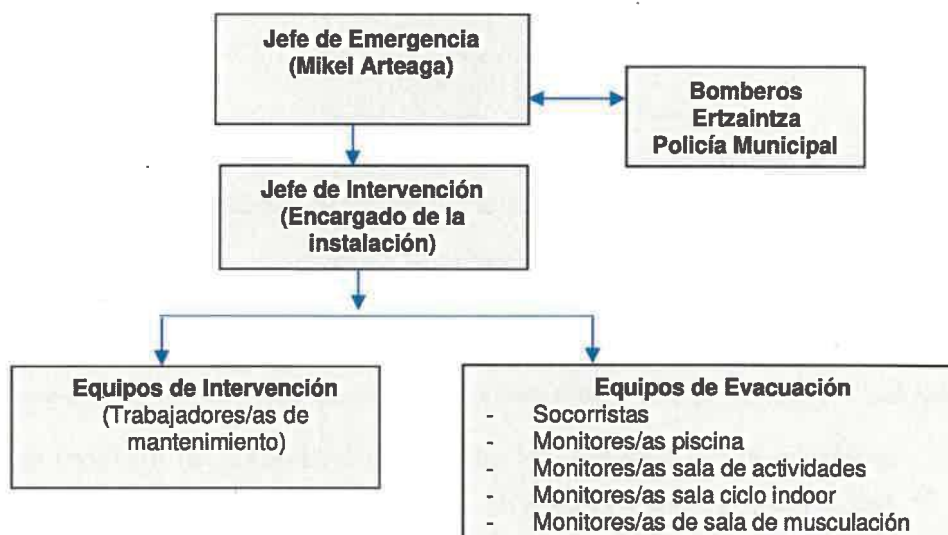 Jefe de Emergencia
(Mikel Arteaga)
Bomberos
Ertzaintza
Policía Municipal
Jefe de Intervención
(Encargado de la
instalación)
Equipos de Intervención
(Trabajadores/as de
mantenimiento)
Equipos de Evacuación
- Socorristas
- Monitores/as piscina
- Monitores/as sala de actividades
- Monitores/as sala ciclo indoor
- Monitores/as de sala de musculación